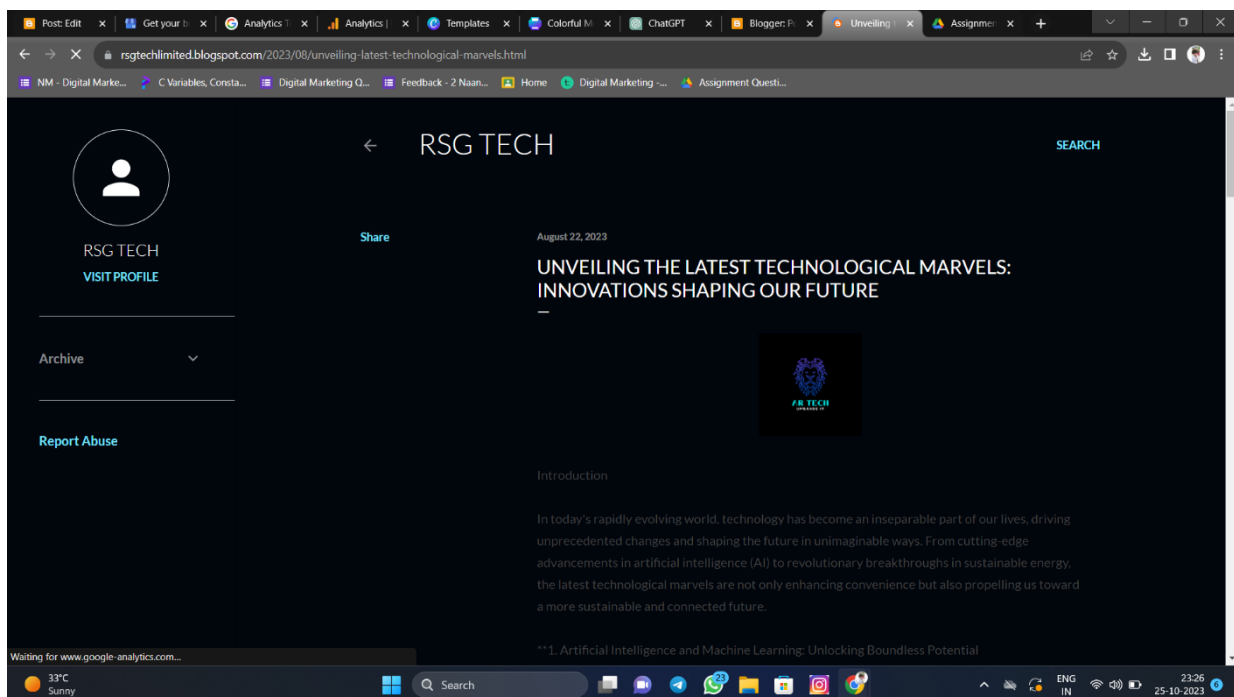 Post: Edit
Get your b
Analytics T
Analytics |
Templates
Colorful M
ChatGPT
Blogger: P
Unveiling t
Assignmen
rsgtechlimited.blogspot.com/2023/08/unveiling-latest-technological-marvels.html
NM - Digital Marke...
C Variables, Consta...
Digital Marketing Q...
Feedback - 2 Naan...
Home
Digital Marketing -...
Assignment Questi...
RSG TECH
SEARCH
RSG TECH
VISIT PROFILE
Archive
Report Abuse
Share
August 22, 2023
UNVEILING THE LATEST TECHNOLOGICAL MARVELS:
INNOVATIONS SHAPING OUR FUTURE
AR TECH
UPGRADE IT
Introduction
In today's rapidly evolving world, technology has become an inseparable part of our lives, driving
unprecedented changes and shaping the future in unimaginable ways. From cutting-edge
advancements in artificial intelligence (AI) to revolutionary breakthroughs in sustainable energy,
the latest technological marvels are not only enhancing convenience but also propelling us toward
a more sustainable and connected future.
**1. Artificial Intelligence and Machine Learning: Unlocking Boundless Potential
Waiting for www.google-analytics.com...
33°C
Sunny
Search
23
ENG
IN
23:26
25-10-2023
6